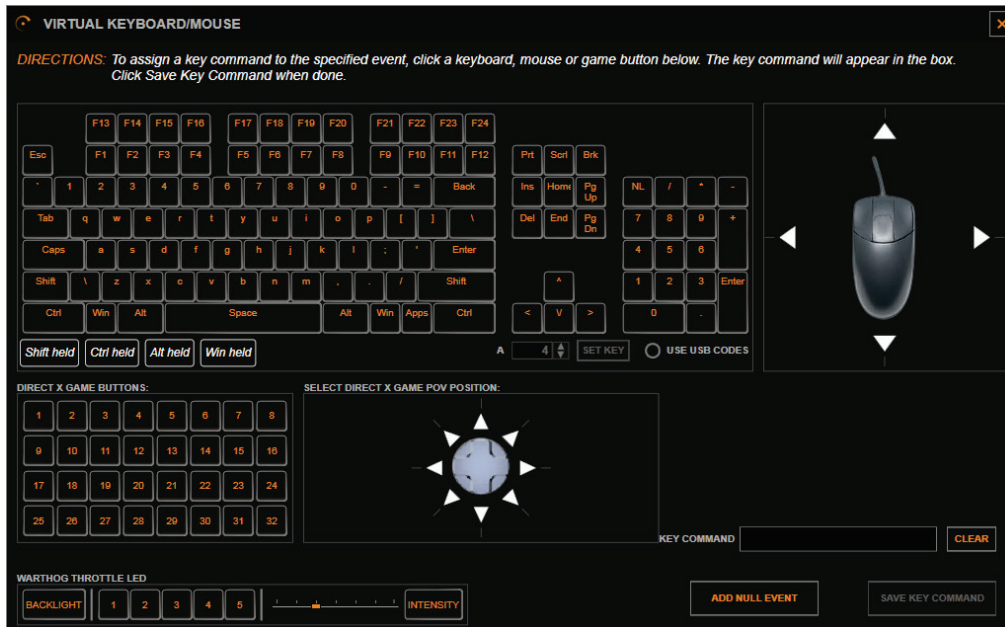 VIRTUAL KEYBOARD/MOUSE
DIRECTIONS: To assign a key command to the specified event, click a keyboard, mouse or game button below. The key command will appear in the box.
Click Save Key Command when done.
F13 F14 F15 F16 F17 F18 F19 F20 F21 F22 F23 F24
Esc F1 F2 F3 F4 F5 F6 F7 F8 F9 F10 F11 F12 Prt Scrl Brk
` 1 2 3 4 5 6 7 8 9 0 - = Back Ins Home Pg Up NL / * -
Tab q w e r t y u i o p [ ] \ Del End Pg Dn 7 8 9 +
Caps a s d f g h j k l ; ' Enter 4 5 6
Shift \ z x c v b n m , . / Shift ^ 1 2 3 Enter
Ctrl Win Alt Space Alt Win Apps Ctrl < \/ > 0 .
Shift held Ctrl held Alt held Win held A 4 SET KEY USE USB CODES
DIRECT X GAME BUTTONS: SELECT DIRECT X GAME POV POSITION:
1 2 3 4 5 6 7 8
9 10 11 12 13 14 15 16
17 18 19 20 21 22 23 24
25 26 27 28 29 30 31 32
KEY COMMAND CLEAR
WARTHOG THROTTLE LED
BACKLIGHT 1 2 3 4 5 INTENSITY ADD NULL EVENT SAVE KEY COMMAND